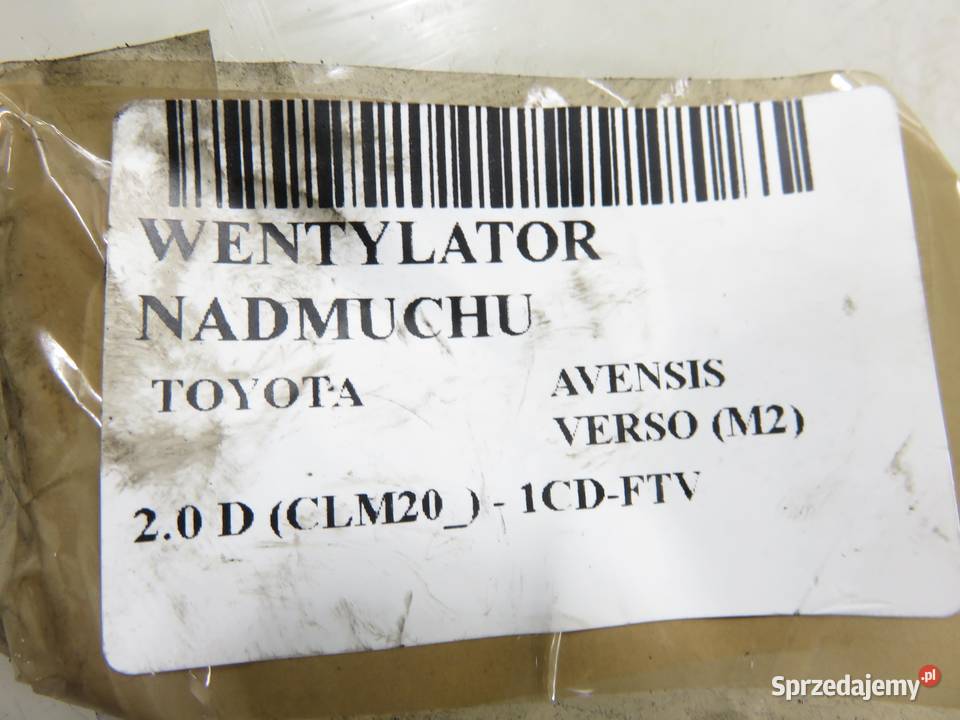 WENTYLATOR
NADMUCHU
TOYOTA AVENSIS
VERSO (M2)
2.0 D (CLM20_) - 1CD-FTV
Sprzedajemy.pl